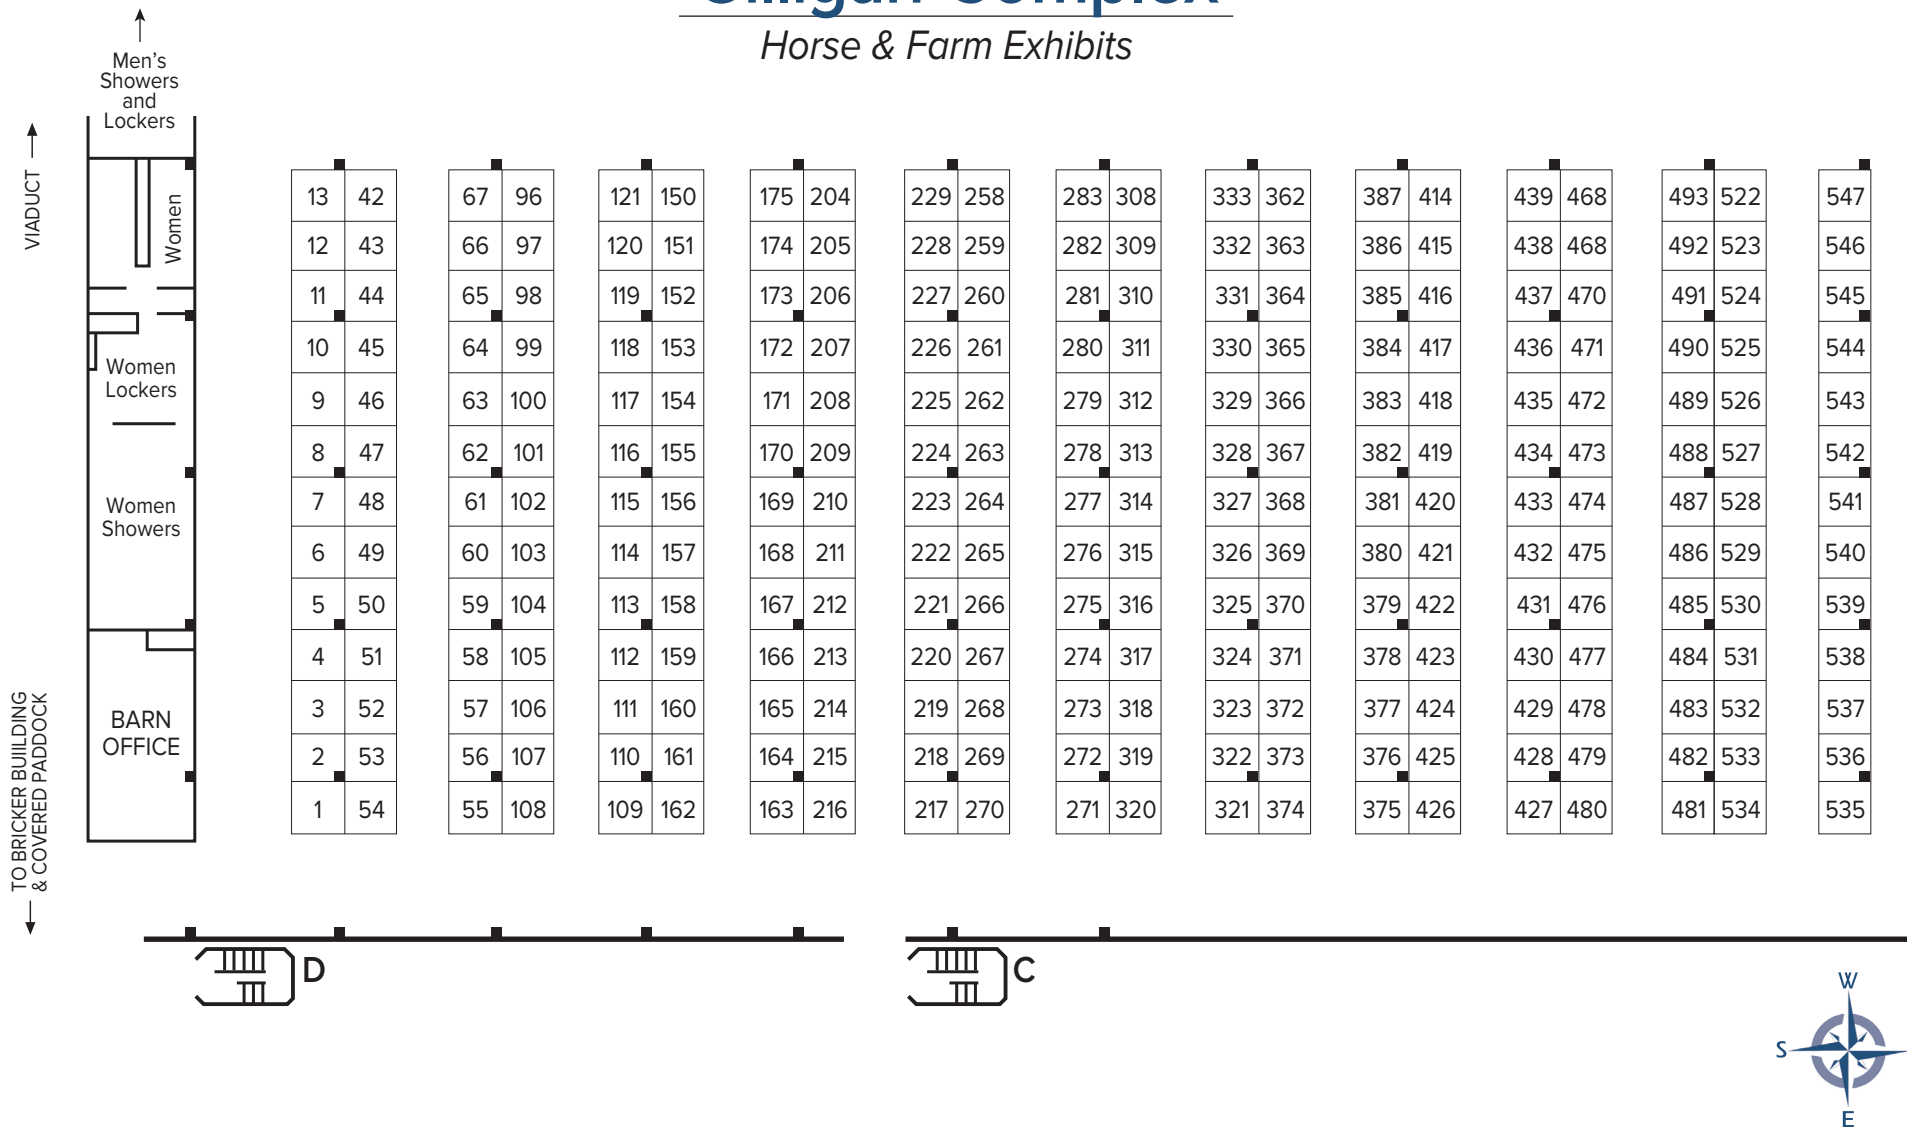 Gilligan Complex
Horse & Farm Exhibits
Men's
Showers
and
Lockers
VIADUCT
Women
Women
Lockers
Women
Showers
BARN
OFFICE
TO BRICKER BUIILDING
& COVERED PADDOCK
13 42 67 96 121 150 175 204 229 258 283 308 333 362 387 414 439 468 493 522 547
12 43 66 97 120 151 174 205 228 259 282 309 332 363 386 415 438 468 492 523 546
11 44 65 98 119 152 173 206 227 260 281 310 331 364 385 416 437 470 491 524 545
10 45 64 99 118 153 172 207 226 261 280 311 330 365 384 417 436 471 490 525 544
9 46 63 100 117 154 171 208 225 262 279 312 329 366 383 418 435 472 489 526 543
8 47 62 101 116 155 170 209 224 263 278 313 328 367 382 419 434 473 488 527 542
7 48 61 102 115 156 169 210 223 264 277 314 327 368 381 420 433 474 487 528 541
6 49 60 103 114 157 168 211 222 265 276 315 326 369 380 421 432 475 486 529 540
5 50 59 104 113 158 167 212 221 266 275 316 325 370 379 422 431 476 485 530 539
4 51 58 105 112 159 166 213 220 267 274 317 324 371 378 423 430 477 484 531 538
3 52 57 106 111 160 165 214 219 268 273 318 323 372 377 424 429 478 483 532 537
2 53 56 107 110 161 164 215 218 269 272 319 322 373 376 425 428 479 482 533 536
1 54 55 108 109 162 163 216 217 270 271 320 321 374 375 426 427 480 481 534 535
D
C
W
S
E